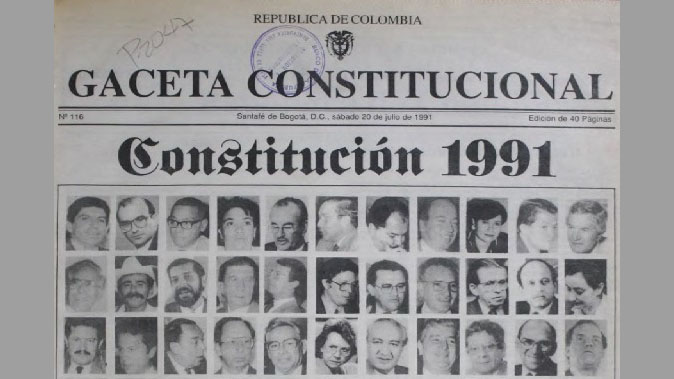 REPUBLICA DE COLOMBIA
GACETA CONSTITUCIONAL
Nº 116
Santafé de Bogotá, D.C., sábado 20 de julio de 1991
Edición de 40 Páginas
Constitución 1991